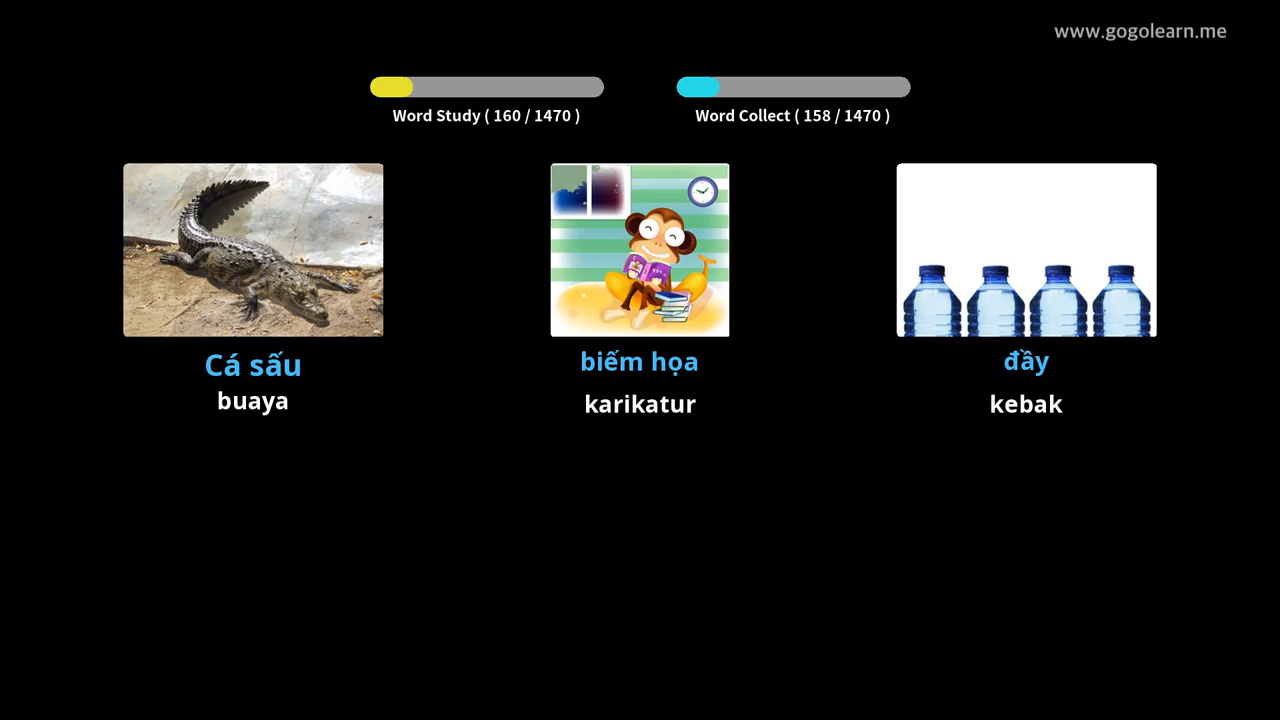 www.gogolearn.me
Word Study ( 160 / 1470 )
Word Collect ( 158 / 1470 )
Cá sấu
buaya
biếm họa
karikatur
đầy
kebak